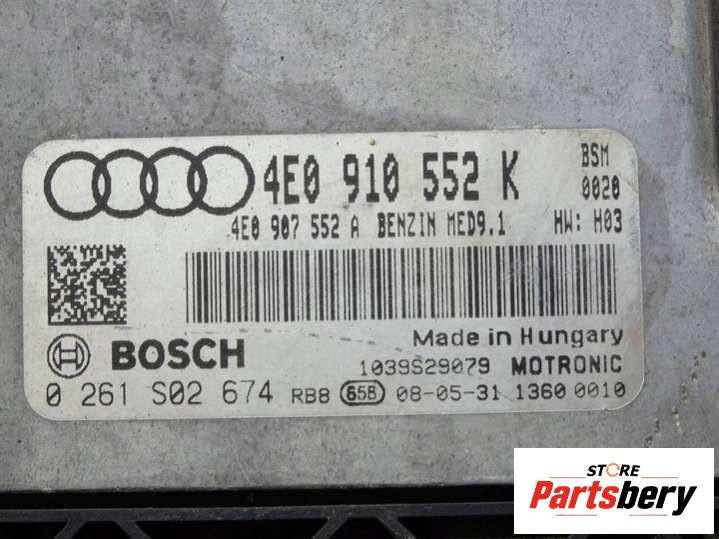 4E0 910 552 K
BSM
0020
4E0 907 552 A BENZIN MED9.1 HW: H03
Made in Hungary
BOSCH
1039S29079 MOTRONIC
0 261 S02 674 RB8 65B 08-05-31 1360 0010
STORE
Partsbery